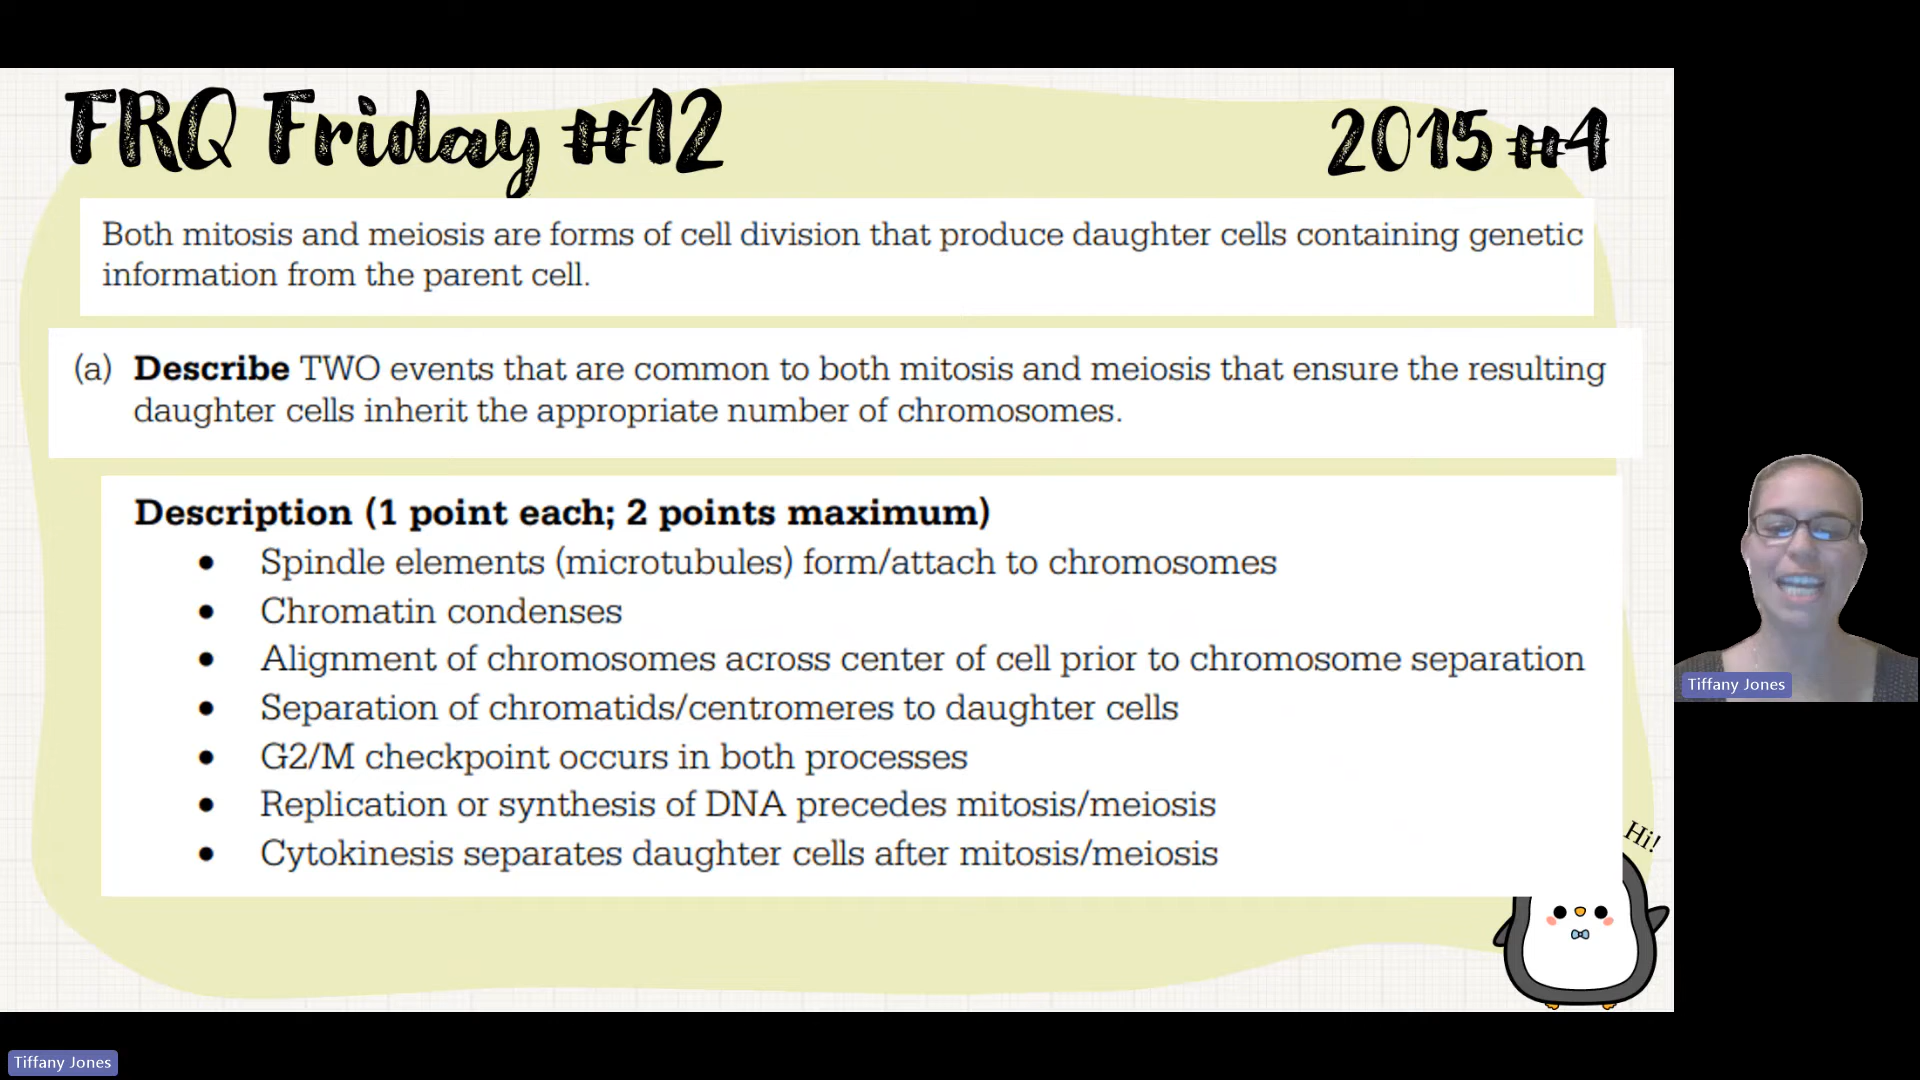 FRQ Friday #12
2015 #4
Both mitosis and meiosis are forms of cell division that produce daughter cells containing genetic
information from the parent cell.
(a) Describe TWO events that are common to both mitosis and meiosis that ensure the resulting
daughter cells inherit the appropriate number of chromosomes.
Description (1 point each; 2 points maximum)
• Spindle elements (microtubules) form/attach to chromosomes
• Chromatin condenses
• Alignment of chromosomes across center of cell prior to chromosome separation
• Separation of chromatids/centromeres to daughter cells
• G2/M checkpoint occurs in both processes
• Replication or synthesis of DNA precedes mitosis/meiosis
• Cytokinesis separates daughter cells after mitosis/meiosis
Hi!
Tiffany Jones
Tiffany Jones